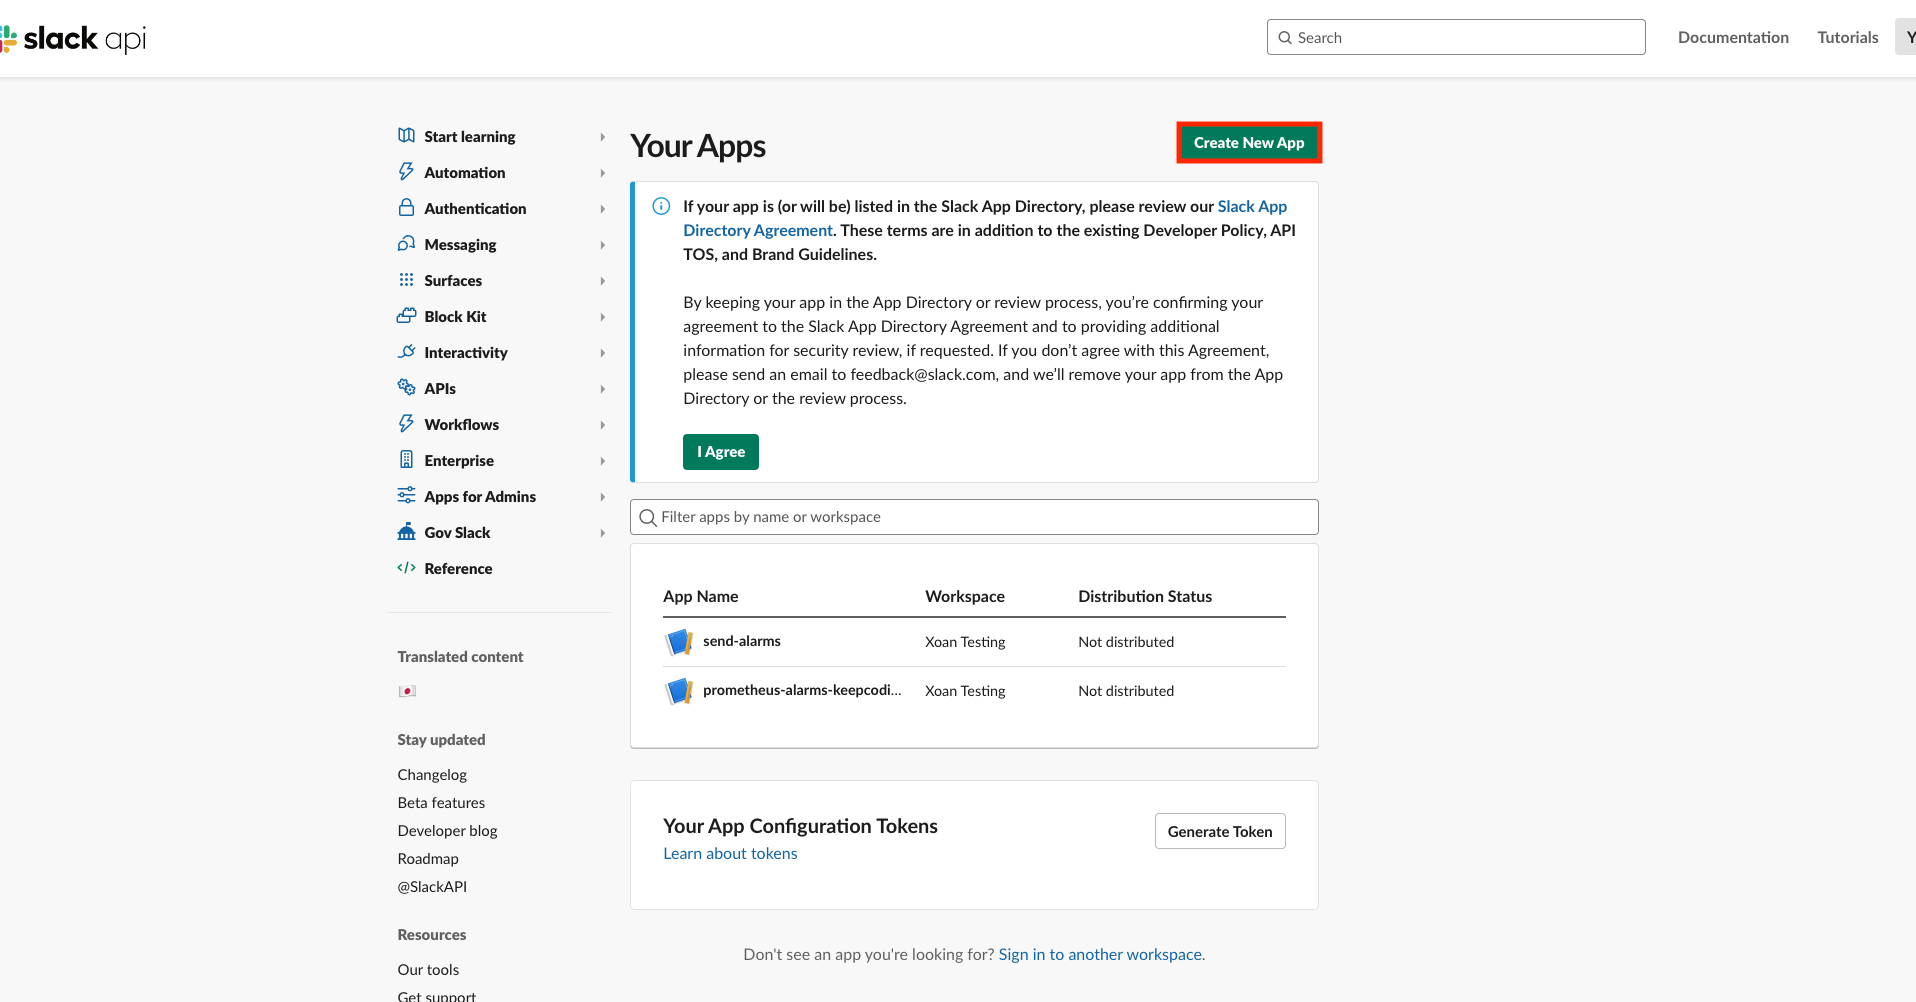 slack api
Search
Documentation
Tutorials
Y
Start learning
Automation
Authentication
Messaging
Surfaces
Block Kit
Interactivity
APIs
Workflows
Enterprise
Apps for Admins
Gov Slack
Reference
Translated content
Stay updated
Changelog
Beta features
Developer blog
Roadmap
@SlackAPI
Resources
Our tools
Get support
Your Apps
Create New App
If your app is (or will be) listed in the Slack App Directory, please review our Slack App
Directory Agreement. These terms are in addition to the existing Developer Policy, API
TOS, and Brand Guidelines.
By keeping your app in the App Directory or review process, you’re confirming your
agreement to the Slack App Directory Agreement and to providing additional
information for security review, if requested. If you don’t agree with this Agreement,
please send an email to feedback@slack.com, and we’ll remove your app from the App
Directory or the review process.
I Agree
Filter apps by name or workspace
App Name Workspace Distribution Status
send-alarms Xoan Testing Not distributed
prometheus-alarms-keepcodi... Xoan Testing Not distributed
Your App Configuration Tokens
Learn about tokens
Generate Token
Don't see an app you're looking for? Sign in to another workspace.